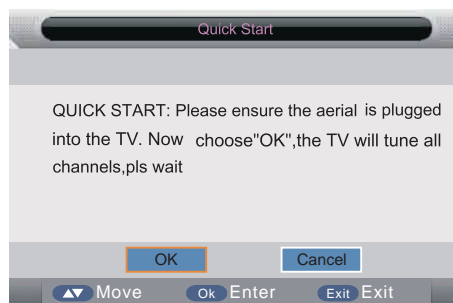 Quick Start
QUICK START: Please ensure the aerial is plugged
into the TV. Now choose"OK",the TV will tune all
channels,pls wait
OK Cancel
Move Ok Enter Exit Exit